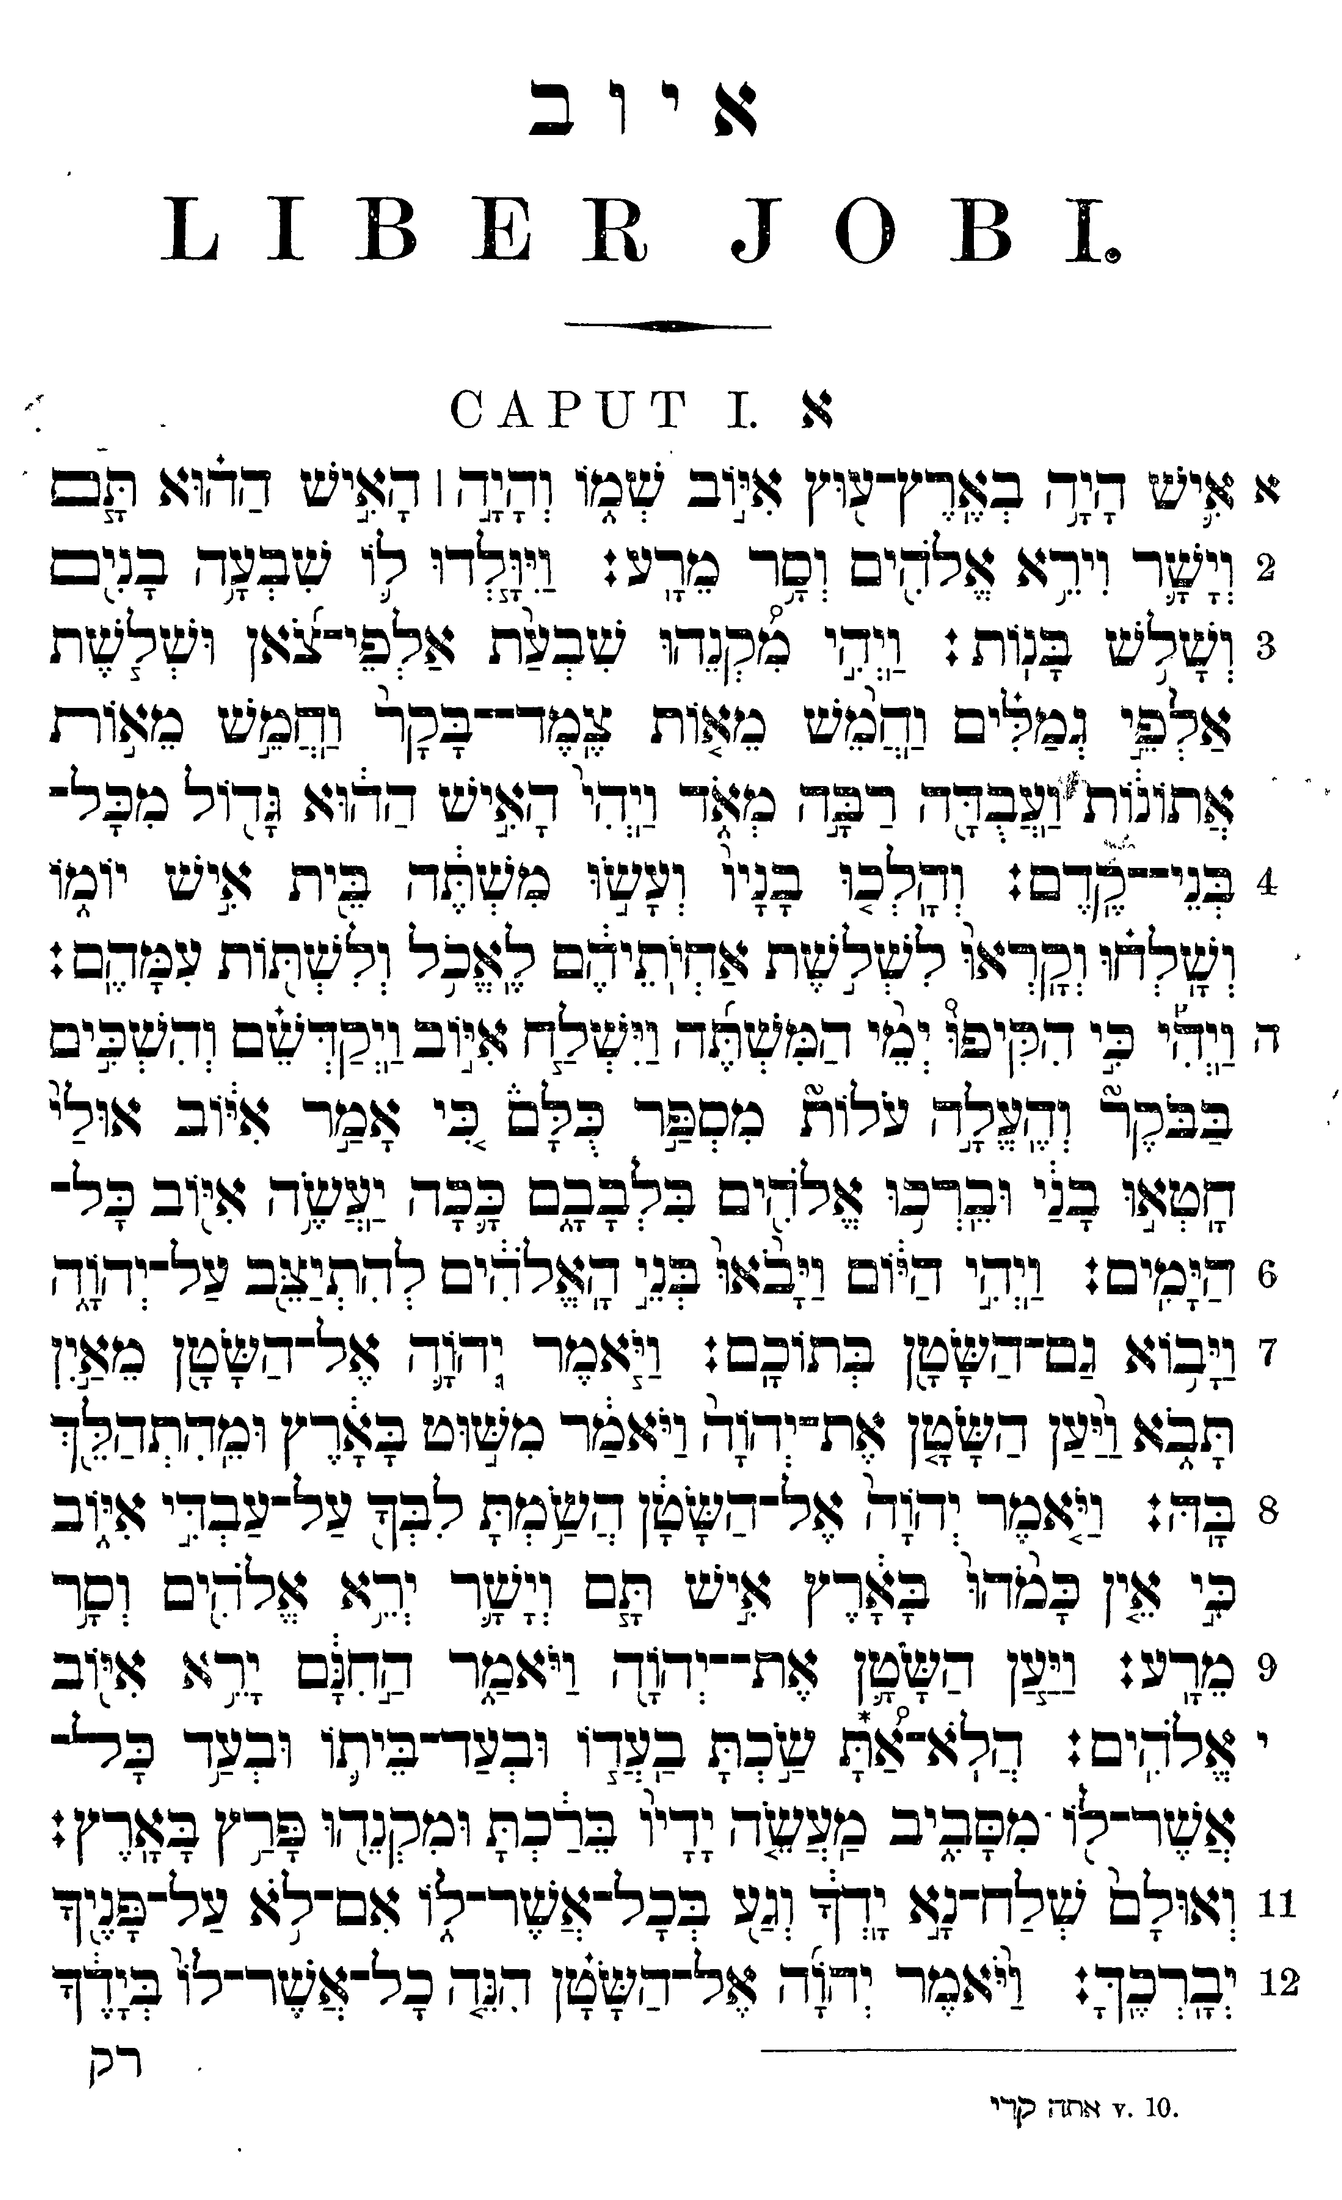 איוב
LIBER JOBI.
CAPUT I. א
א אִ֛ישׁ הָיָ֥ה בְאֶֽרֶץ־ע֖וּץ אִיּ֣וֹב שְׁמ֑וֹ וְהָיָ֣ה ׀ הָאִ֣ישׁ הַה֗וּא תָּ֧ם
2 וְיָשָׁ֛ר וִירֵ֥א אֱלֹהִ֖ים וְסָ֥ר מֵרָֽע׃ וַיִּוָּ֥לְדוּ ל֛וֹ שִׁבְעָ֥ה בָנִ֖ים
3 וְשָׁל֥וֹשׁ בָּנֽוֹת׃ וַיְהִ֣י מִ֠קְנֵהוּ שִֽׁבְעַ֨ת אַלְפֵי־צֹ֜אן וּשְׁלֹ֧שֶׁת
אַלְפֵ֣י גְמַלִּ֗ים וַחֲמֵ֨שׁ מֵא֤וֹת צֶֽמֶד־בָּקָר֙ וַחֲמֵ֣שׁ מֵא֣וֹת
אֲתוֹנ֔וֹת וַעֲבֻדָּ֖ה רַבָּ֣ה מְאֹ֑ד וַיְהִי֙ הָאִ֣ישׁ הַה֔וּא גָּד֖וֹל מִכָּל־
4 בְּנֵי־קֶֽדֶם׃ וְהָלְכ֤וּ בָנָיו֙ וְעָשׂ֣וּ מִשְׁתֶּ֔ה בֵּ֖ית אִ֣ישׁ יוֹמ֑וֹ
וְשָׁלְח֗וּ וְקָרְאוּ֙ לִשְׁלֹ֣שֶׁת אַחְיֹֽתֵיהֶ֔ם לֶאֱכֹ֥ל וְלִשְׁתּ֖וֹת עִמָּהֶֽם׃
ה וַיְהִ֡י כִּ֣י הִקִּיפוּ֩ יְמֵ֨י הַמִּשְׁתֶּ֜ה וַיִּשְׁלַ֧ח אִיּ֣וֹב וַֽיְקַדְּשֵׁ֗ם וְהִשְׁכִּ֣ים
בַּבֹּקֶר֮ וְהֶעֱלָ֣ה עֹלוֹת֮ מִסְפַּ֣ר כֻּלָּם֒ כִּ֚י אָמַ֣ר אִיּ֔וֹב אוּלַי֙
חָטְא֣וּ בָנַ֔י וּבֵרְכ֥וּ אֱלֹהִ֖ים בִּלְבָבָ֑ם כָּ֛כָה יַעֲשֶׂ֥ה אִיּ֖וֹב כָּל־
6 הַיָּמִֽים׃ וַיְהִ֣י הַיּ֔וֹם וַיָּבֹ֙אוּ֙ בְּנֵ֣י הָאֱלֹהִ֔ים לְהִתְיַצֵּ֖ב עַל־יְהוָֹ֑ה
7 וַיָּב֥וֹא גַֽם־הַשָּׂטָ֖ן בְּתוֹכָֽם׃ וַיֹּ֧אמֶר יְהוָֹ֛ה אֶל־הַשָּׂטָ֖ן מֵאַ֣יִן
תָּבֹ֑א וַיַּ֨עַן הַשָּׂטָ֤ן אֶת־יְהוָֹה֙ וַיֹּאמַ֔ר מִשּׁ֣וּט בָּאָ֔רֶץ וּמֵֽהִתְהַלֵּ֖ךְ
8 בָּֽהּ׃ וַיֹּ֤אמֶר יְהוָֹה֙ אֶל־הַשָּׂטָ֔ן הֲשַׂ֥מְתָּ לִבְּךָ֖ עַל־עַבְדִּ֣י אִיּ֑וֹב
כִּ֣י אֵ֤ין כָּמֹ֙הוּ֙ בָּאָ֔רֶץ אִ֣ישׁ תָּ֧ם וְיָשָׁ֛ר יְרֵ֥א אֱלֹהִ֖ים וְסָ֥ר
9 מֵרָֽע׃ וַיַּ֧עַן הַשָּׂטָ֛ן אֶת־יְהוָֹ֖ה וַיֹּאמַ֑ר הַֽחִנָּ֔ם יָרֵ֥א אִיּ֖וֹב
י אֱלֹהִֽים׃ הֲלֹֽא־*אַ֠תָּ שַׂ֣כְתָּ בַעֲד֧וֹ וּבְעַד־בֵּית֛וֹ וּבְעַ֥ד כָּל־
אֲשֶׁר־ל֖וֹ מִסָּבִ֑יב מַעֲשֵׂ֤ה יָדָיו֙ בֵּרַ֔כְתָּ וּמִקְנֵ֖הוּ פָּרַ֥ץ בָּאָֽרֶץ׃
11 וְאוּלָם֙ שְׁלַֽח־נָ֣א יָֽדְךָ֔ וְגַ֖ע בְּכָל־אֲשֶׁר־ל֑וֹ אִם־לֹ֥א עַל־פָּנֶ֖יךָ
12 יְבָרְכֶֽךָּ׃ וַיֹּ֨אמֶר יְהוָֹ֜ה אֶל־הַשָּׂטָ֗ן הִנֵּ֤ה כָל־אֲשֶׁר־לוֹ֙ בְּיָדֶ֔ךָ
רק
v. 10. אתה קרי